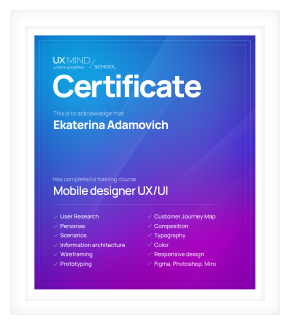 UX MIND
SCHOOL
Certificate
This is to acknowledge that
Ekaterina Adamovich
Has completed a training course
Mobile designer UX/UI
User Research
Personas
Scenarios
Information architecture
Wireframing
Prototyping
Customer Journey Map
Composition
Typography
Color
Responsive design
Figma, Photoshop, Miro